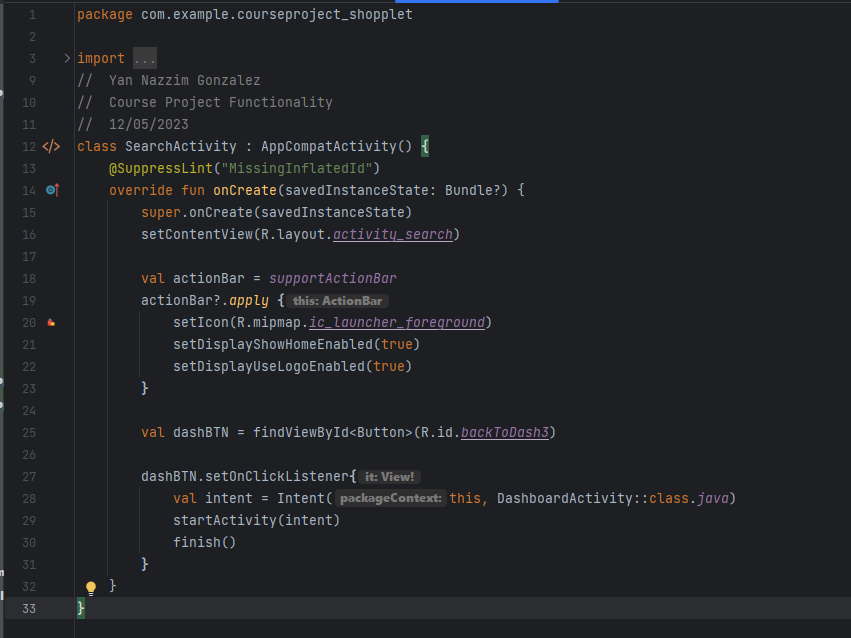 1 package com.example.courseproject_shopplet
2
3 import ...
9 // Yan Nazzim Gonzalez
10 // Course Project Functionality
11 // 12/05/2023
12 class SearchActivity : AppCompatActivity() {
13 @SuppressLint("MissingInflatedId")
14 override fun onCreate(savedInstanceState: Bundle?) {
15 super.onCreate(savedInstanceState)
16 setContentView(R.layout.activity_search)
17
18 val actionBar = supportActionBar
19 actionBar?.apply { this: ActionBar
20 setIcon(R.mipmap.ic_launcher_foreground)
21 setDisplayShowHomeEnabled(true)
22 setDisplayUseLogoEnabled(true)
23 }
24
25 val dashBTN = findViewById<Button>(R.id.backToDash3)
26
27 dashBTN.setOnClickListener{ it: View!
28 val intent = Intent( packageContext: this, DashboardActivity::class.java)
29 startActivity(intent)
30 finish()
31 }
32 }
33 }